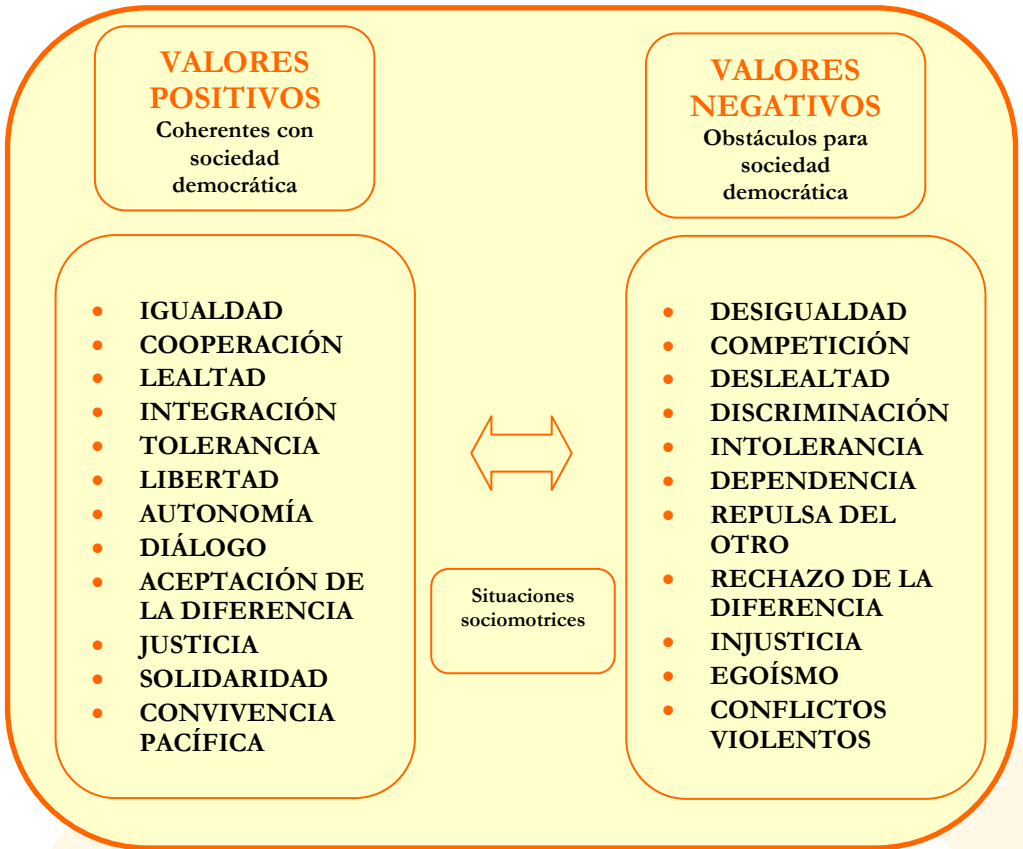 VALORES
POSITIVOS
Coherentes con
sociedad
democrática
VALORES
NEGATIVOS
Obstáculos para
sociedad
democrática
• IGUALDAD
• COOPERACIÓN
• LEALTAD
• INTEGRACIÓN
• TOLERANCIA
• LIBERTAD
• AUTONOMÍA
• DIÁLOGO
• ACEPTACIÓN DE
LA DIFERENCIA
• JUSTICIA
• SOLIDARIDAD
• CONVIVENCIA
PACÍFICA
Situaciones
sociomotrices
• DESIGUALDAD
• COMPETICIÓN
• DESLEALTAD
• DISCRIMINACIÓN
• INTOLERANCIA
• DEPENDENCIA
• REPULSA DEL
OTRO
• RECHAZO DE LA
DIFERENCIA
• INJUSTICIA
• EGOÍSMO
• CONFLICTOS
VIOLENTOS